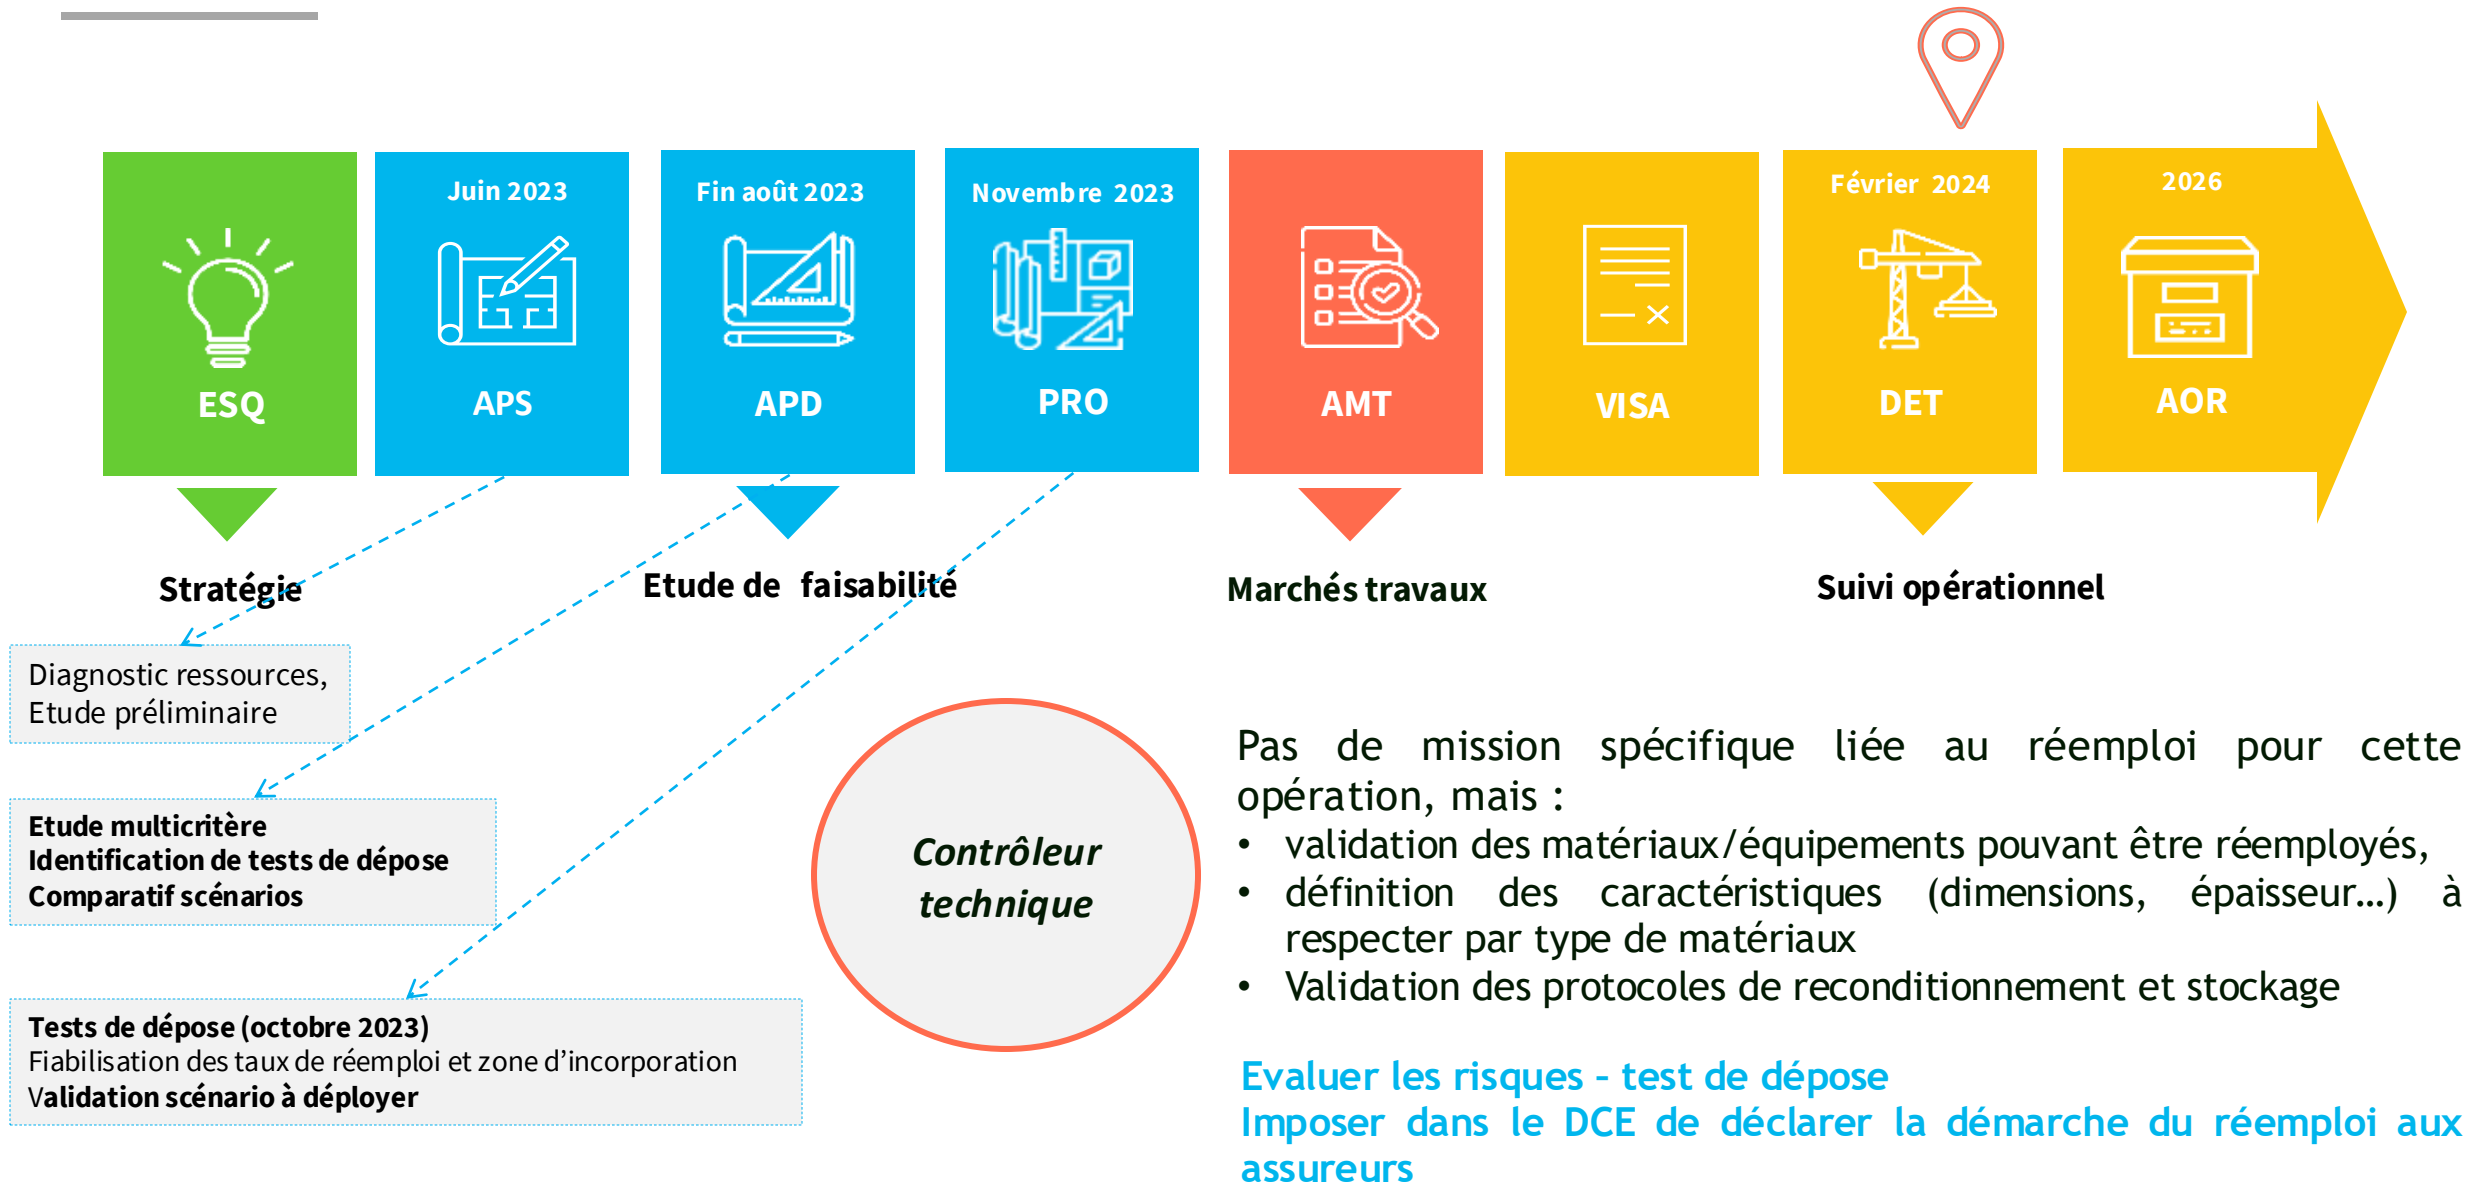 Juin 2023
Fin août 2023
Novembre 2023
Février 2024
2026
ESQ
APS
APD
PRO
AMT
VISA
DET
AOR
Stratégie
Etude de faisabilité
Marchés travaux
Suivi opérationnel
Diagnostic ressources,
Etude préliminaire
Etude multicritère
Identification de tests de dépose
Comparatif scénarios
Tests de dépose (octobre 2023)
Fiabilisation des taux de réemploi et zone d'incorporation
Validation scénario à déployer
Contrôleur
technique
Pas de mission spécifique liée au réemploi pour cette
opération, mais :
• validation des matériaux/équipements pouvant être réemployés,
• définition des caractéristiques (dimensions, épaisseur…) à
respecter par type de matériaux
• Validation des protocoles de reconditionnement et stockage
Evaluer les risques – test de dépose
Imposer dans le DCE de déclarer la démarche du réemploi aux
assureurs